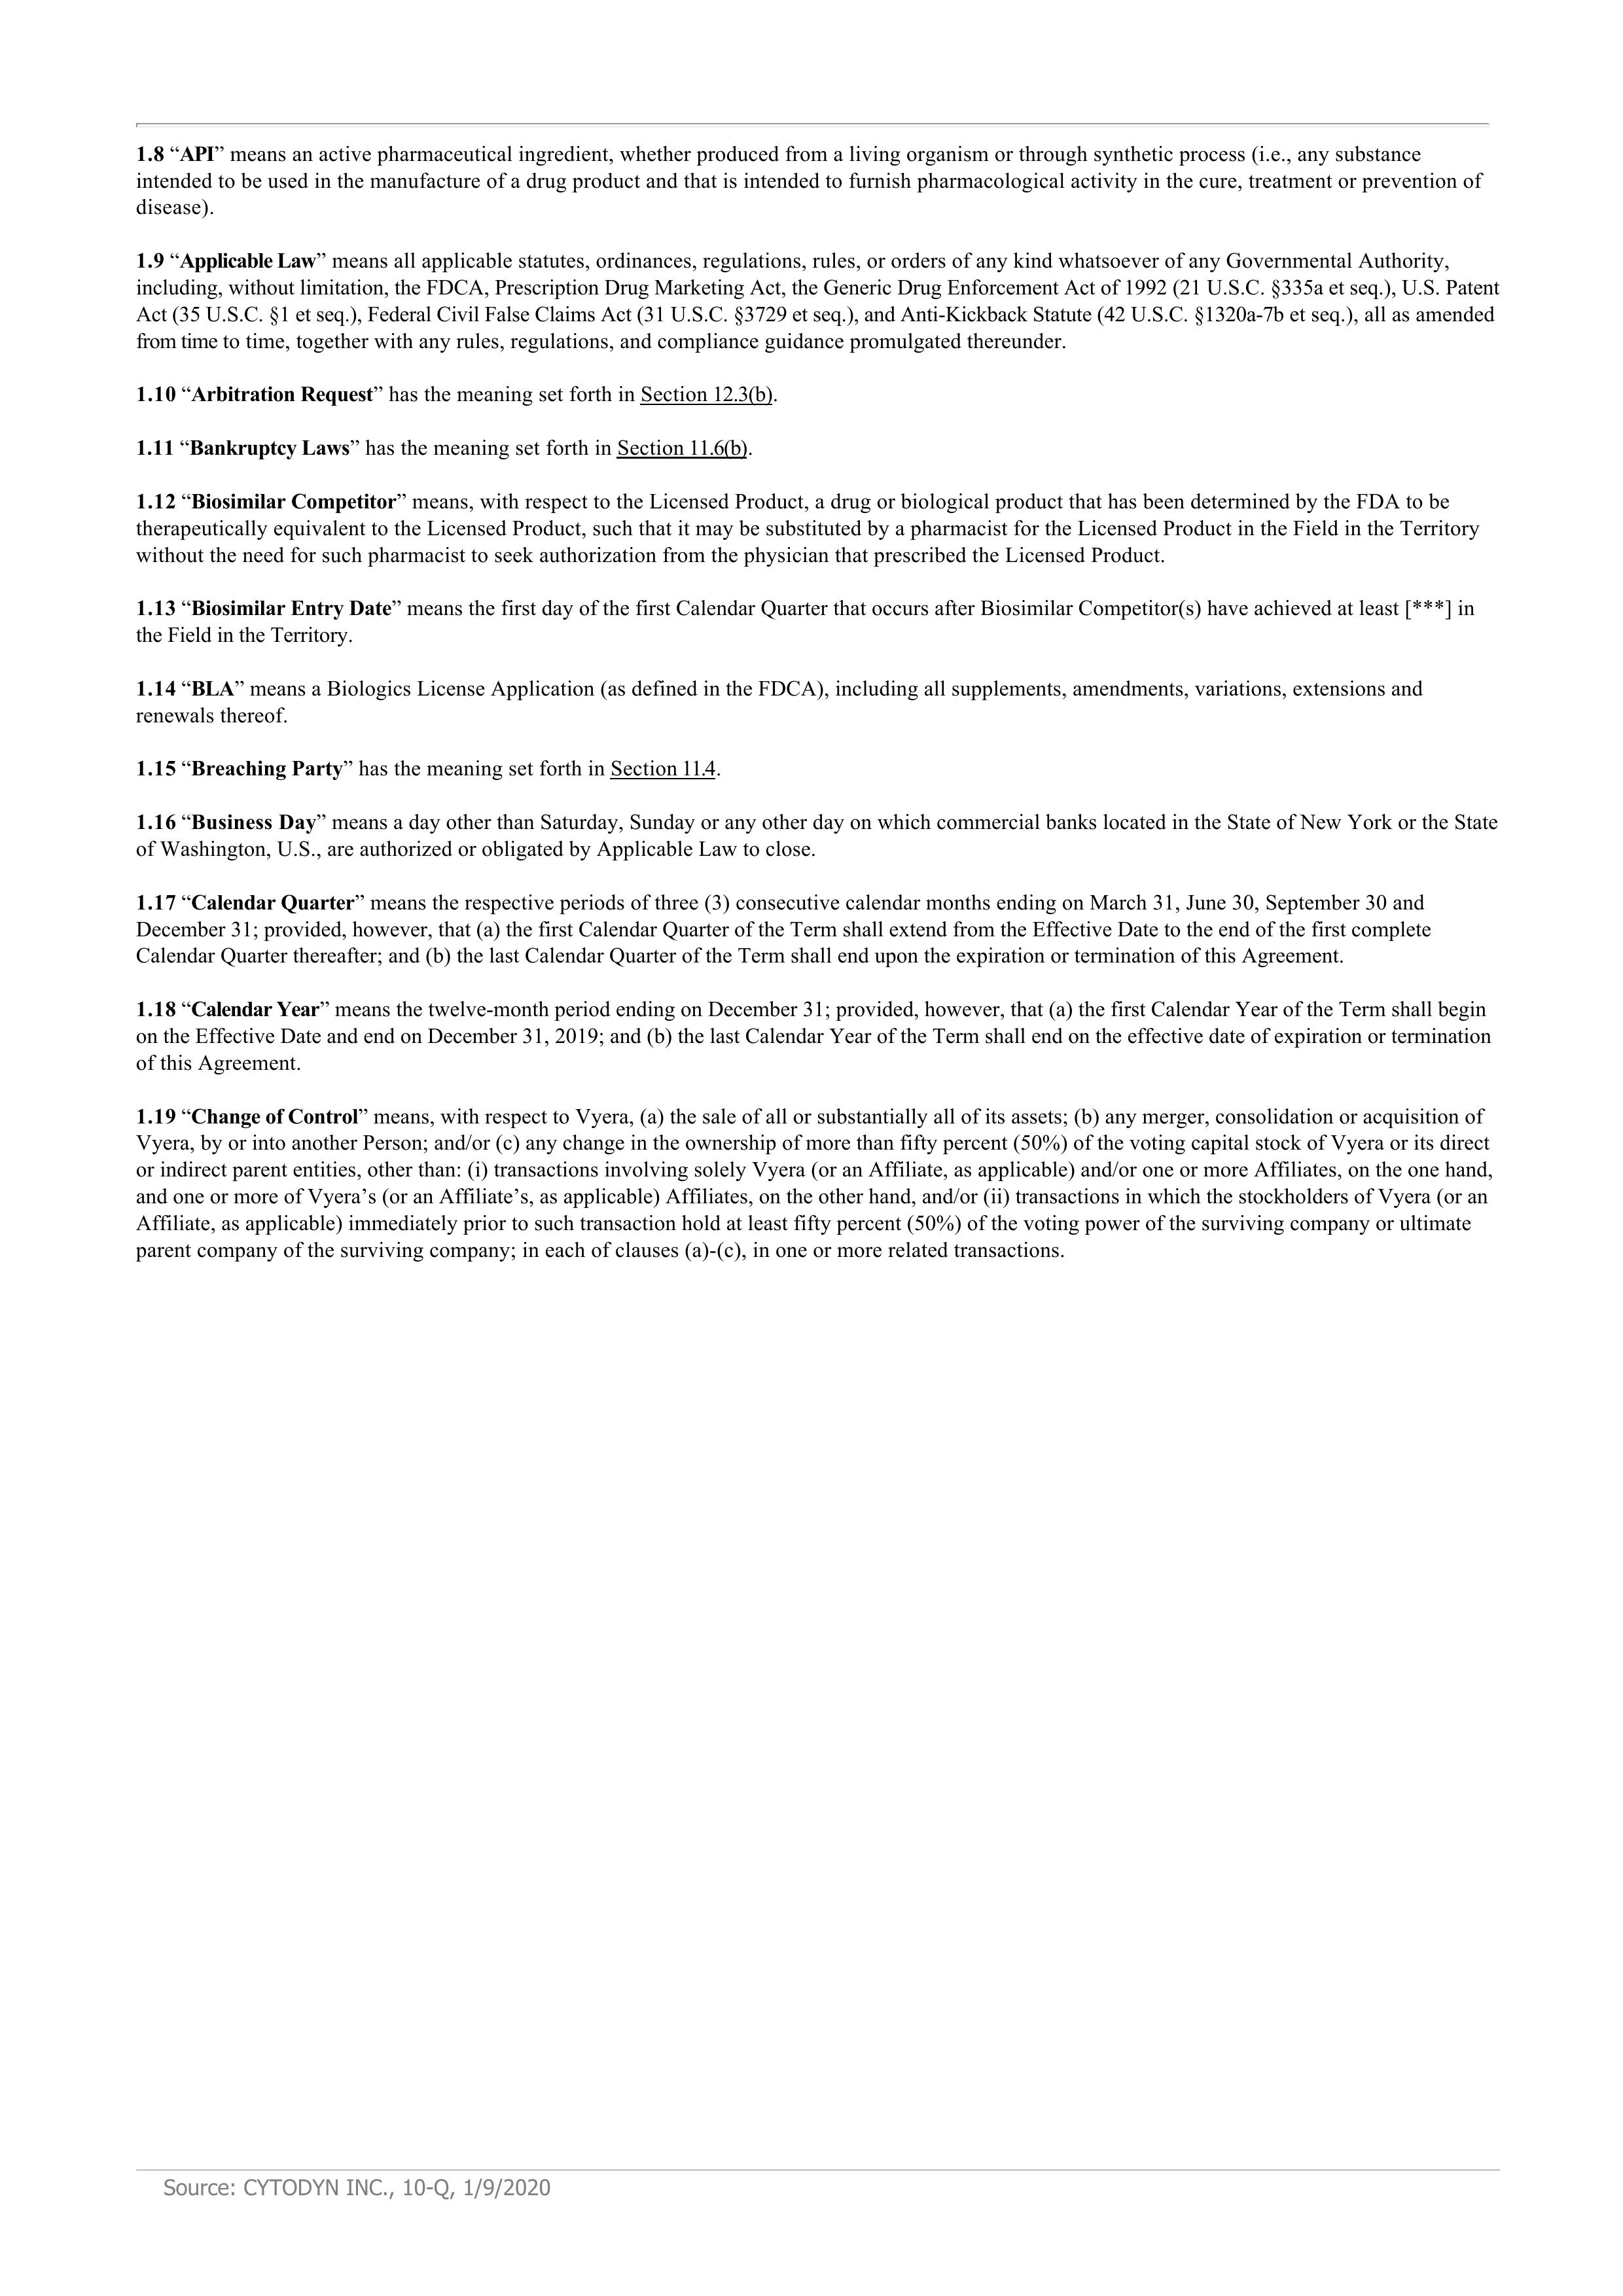 1.8 “API” means an active pharmaceutical ingredient, whether produced from a living organism or through synthetic process (i.e., any substance
intended to be used in the manufacture of a drug product and that is intended to furnish pharmacological activity in the cure, treatment or prevention of
disease).
1.9 “Applicable Law” means all applicable statutes, ordinances, regulations, rules, or orders of any kind whatsoever of any Governmental Authority,
including, without limitation, the FDCA, Prescription Drug Marketing Act, the Generic Drug Enforcement Act of 1992 (21 U.S.C. §335a et seq.), U.S. Patent
Act (35 U.S.C. §1 et seq.), Federal Civil False Claims Act (31 U.S.C. §3729 et seq.), and Anti-Kickback Statute (42 U.S.C. §1320a-7b et seq.), all as amended
from time to time, together with any rules, regulations, and compliance guidance promulgated thereunder.
1.10 “Arbitration Request” has the meaning set forth in Section 12.3(b).
1.11 “Bankruptcy Laws” has the meaning set forth in Section 11.6(b).
1.12 “Biosimilar Competitor” means, with respect to the Licensed Product, a drug or biological product that has been determined by the FDA to be
therapeutically equivalent to the Licensed Product, such that it may be substituted by a pharmacist for the Licensed Product in the Field in the Territory
without the need for such pharmacist to seek authorization from the physician that prescribed the Licensed Product.
1.13 “Biosimilar Entry Date” means the first day of the first Calendar Quarter that occurs after Biosimilar Competitor(s) have achieved at least [***] in
the Field in the Territory.
1.14 “BLA” means a Biologics License Application (as defined in the FDCA), including all supplements, amendments, variations, extensions and
renewals thereof.
1.15 “Breaching Party” has the meaning set forth in Section 11.4.
1.16 “Business Day” means a day other than Saturday, Sunday or any other day on which commercial banks located in the State of New York or the State
of Washington, U.S., are authorized or obligated by Applicable Law to close.
1.17 “Calendar Quarter” means the respective periods of three (3) consecutive calendar months ending on March 31, June 30, September 30 and
December 31; provided, however, that (a) the first Calendar Quarter of the Term shall extend from the Effective Date to the end of the first complete
Calendar Quarter thereafter; and (b) the last Calendar Quarter of the Term shall end upon the expiration or termination of this Agreement.
1.18 “Calendar Year” means the twelve-month period ending on December 31; provided, however, that (a) the first Calendar Year of the Term shall begin
on the Effective Date and end on December 31, 2019; and (b) the last Calendar Year of the Term shall end on the effective date of expiration or termination
of this Agreement.
1.19 “Change of Control” means, with respect to Vyera, (a) the sale of all or substantially all of its assets; (b) any merger, consolidation or acquisition of
Vyera, by or into another Person; and/or (c) any change in the ownership of more than fifty percent (50%) of the voting capital stock of Vyera or its direct
or indirect parent entities, other than: (i) transactions involving solely Vyera (or an Affiliate, as applicable) and/or one or more Affiliates, on the one hand,
and one or more of Vyera’s (or an Affiliate’s, as applicable) Affiliates, on the other hand, and/or (ii) transactions in which the stockholders of Vyera (or an
Affiliate, as applicable) immediately prior to such transaction hold at least fifty percent (50%) of the voting power of the surviving company or ultimate
parent company of the surviving company; in each of clauses (a)-(c), in one or more related transactions.
Source: CYTODYN INC., 10-Q, 1/9/2020